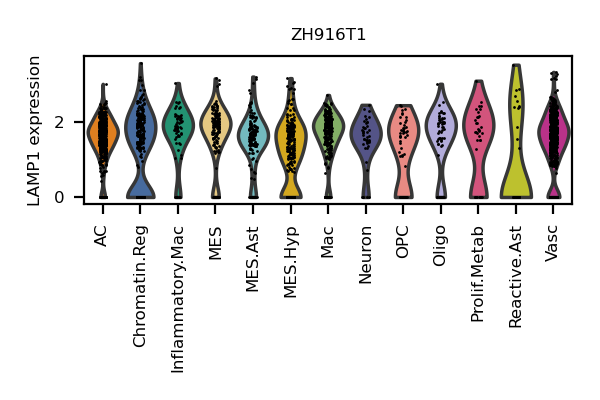 ZH916T1
LAMP1 expression
2
0
AC
Chromatin.Reg
Inflammatory.Mac
MES
MES.Ast
MES.Hyp
Mac
Neuron
OPC
Oligo
Prolif.Metab
Reactive.Ast
Vasc